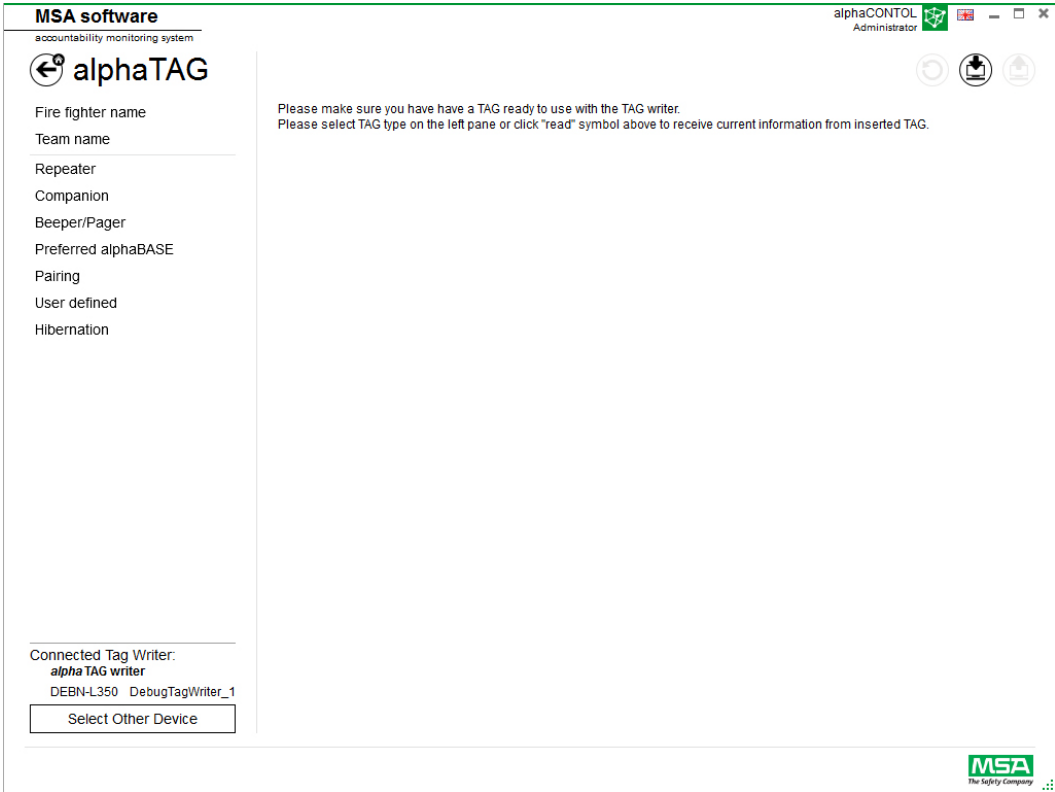 MSA software
accountability monitoring system
alphaCONTOL
Administrator
alphaTAG
Fire fighter name
Team name
Repeater
Companion
Beeper/Pager
Preferred alphaBASE
Pairing
User defined
Hibernation
Please make sure you have have a TAG ready to use with the TAG writer.
Please select TAG type on the left pane or click "read" symbol above to receive current information from inserted TAG.
Connected Tag Writer:
alpha TAG writer
DEBN-L350 DebugTagWriter_1
Select Other Device
MSA
The Safety Company